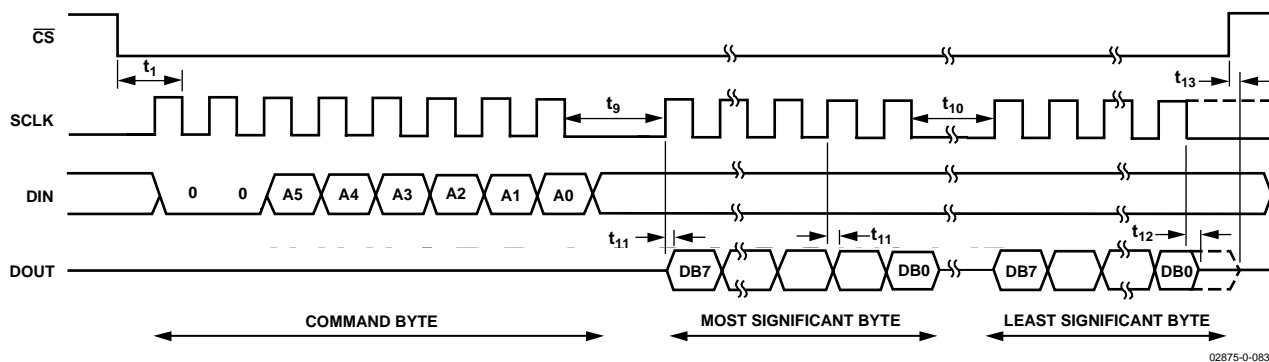 CS
t1
t13
t9
t10
SCLK
DIN
0 0 A5 A4 A3 A2 A1 A0
t11
t11
t12
DOUT
DB7 DB0 DB7 DB0
COMMAND BYTE
MOST SIGNIFICANT BYTE
LEAST SIGNIFICANT BYTE
02875-0-083